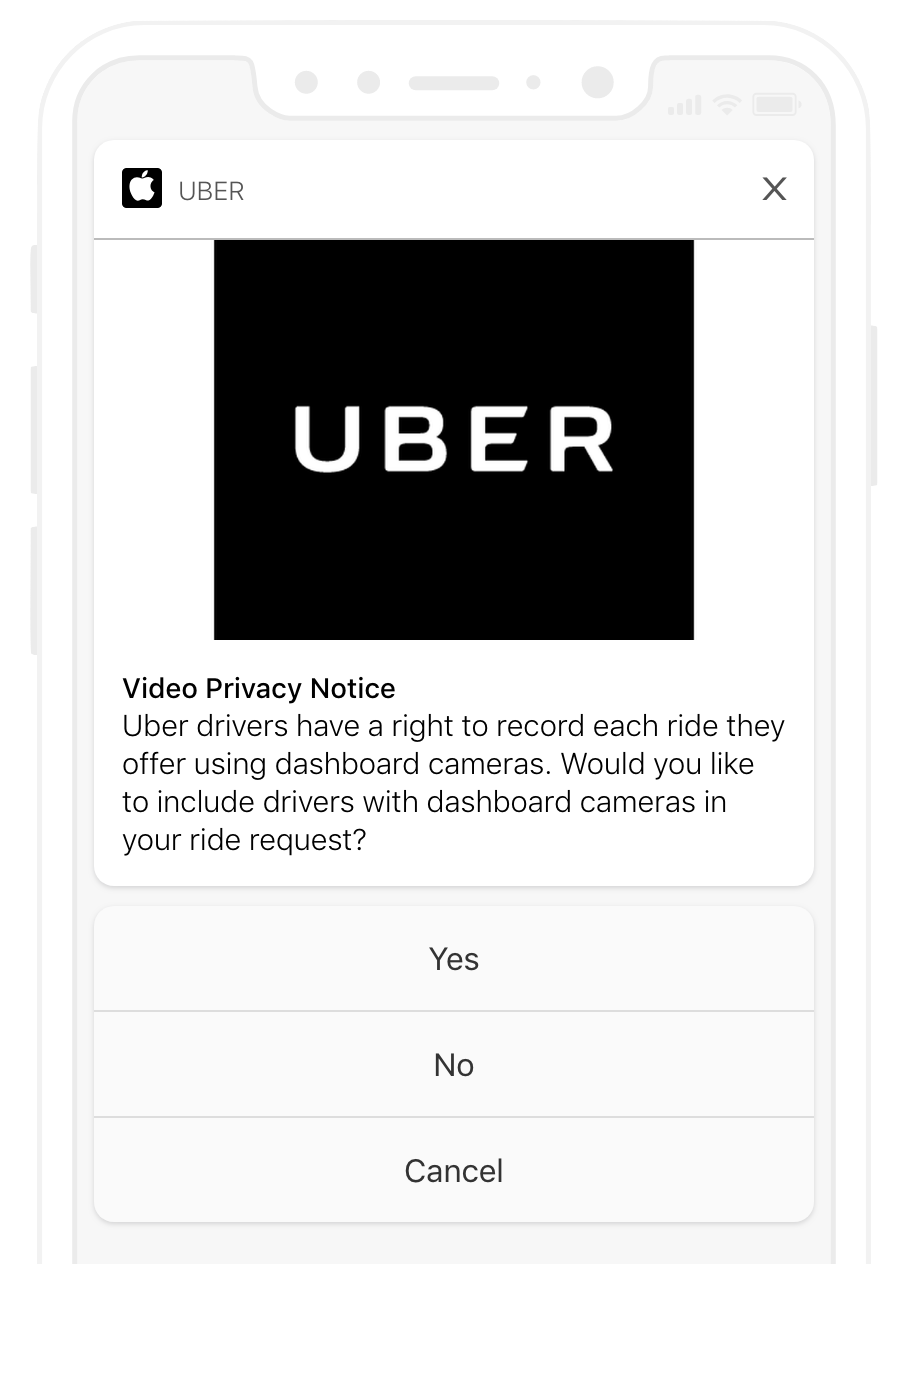 UBER X
UBER
Video Privacy Notice
Uber drivers have a right to record each ride they
offer using dashboard cameras. Would you like
to include drivers with dashboard cameras in
your ride request?
Yes
No
Cancel